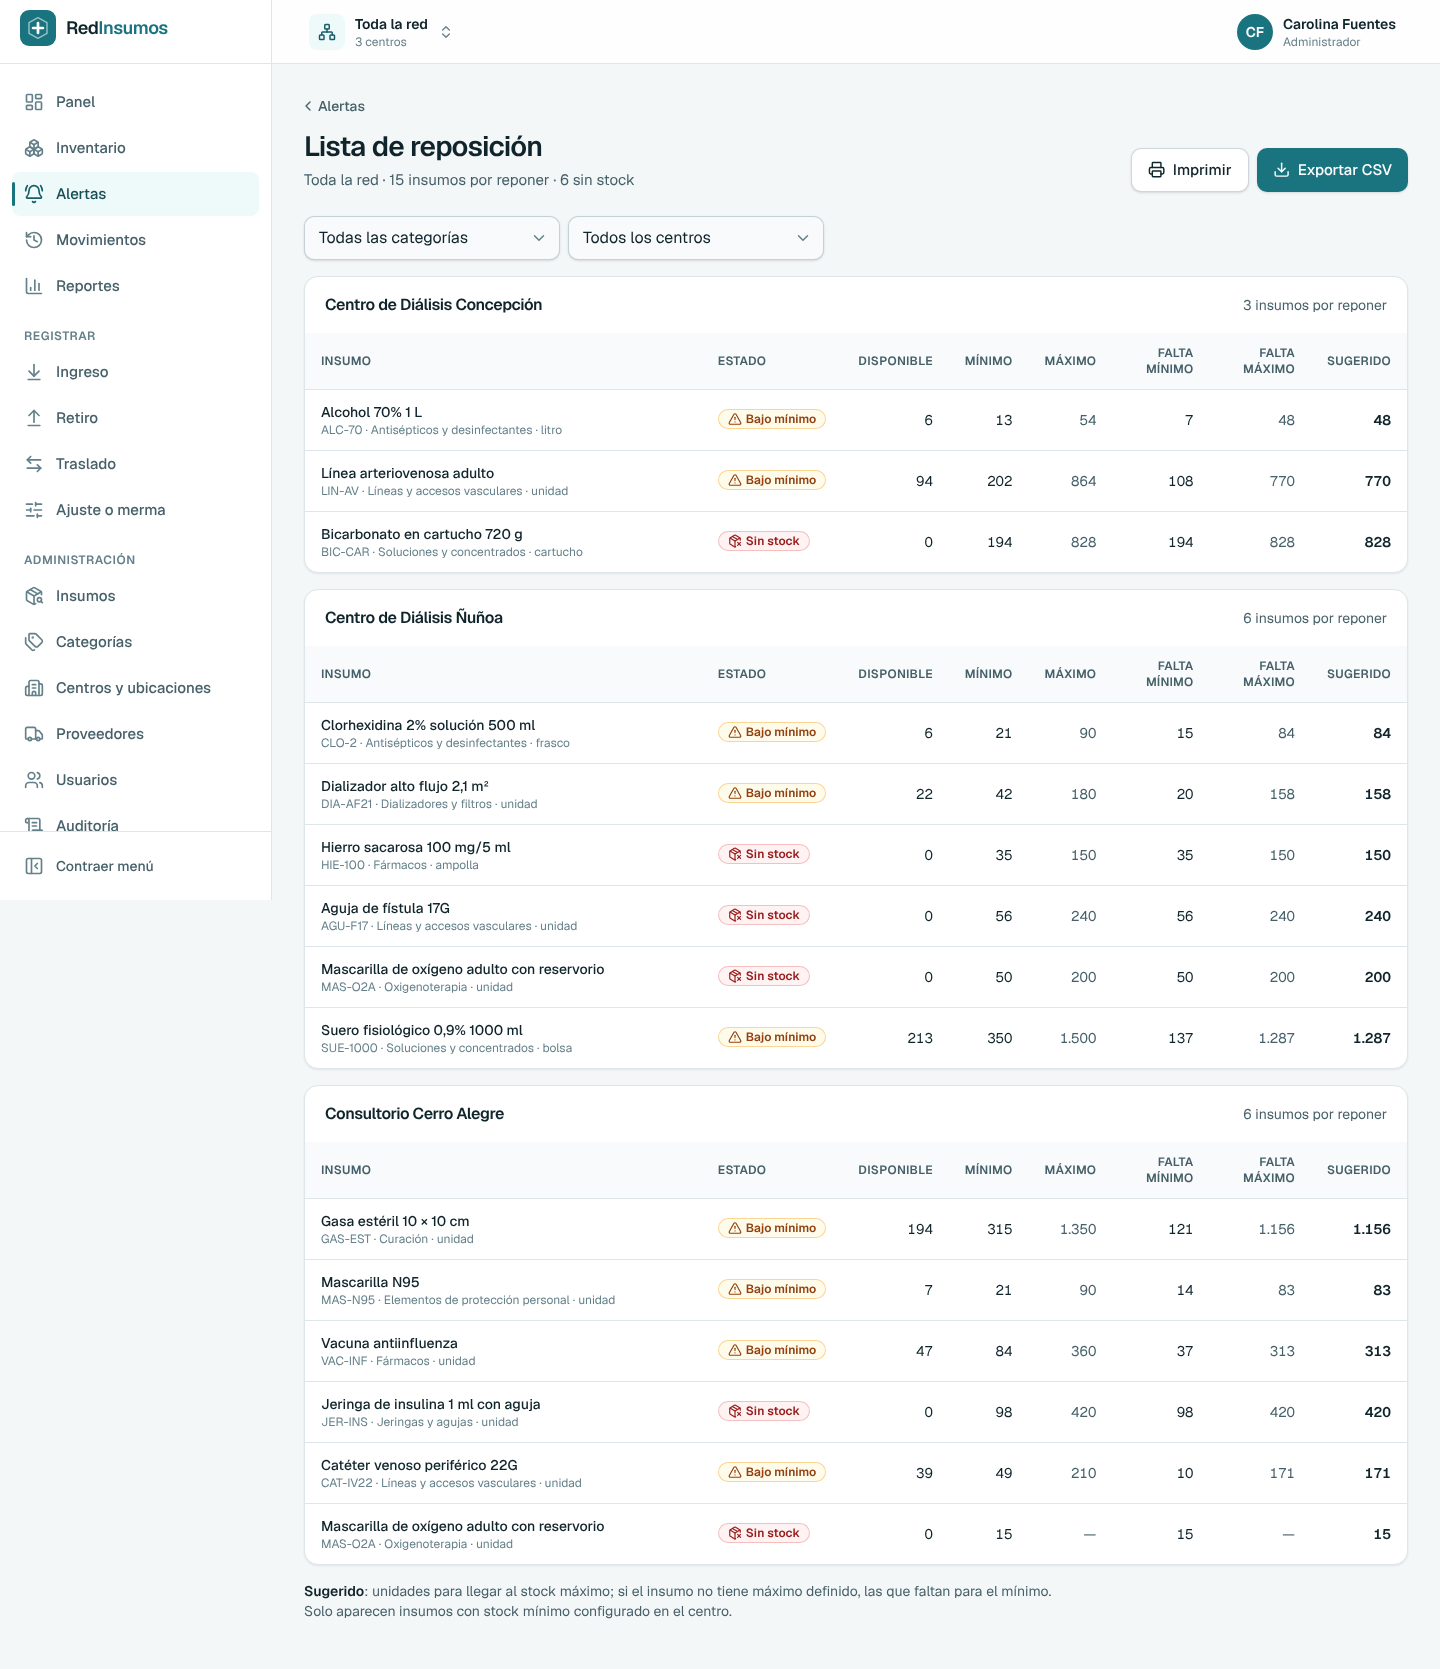 RedInsumos
Toda la red
3 centros
CF
Carolina Fuentes
Administrador
Panel
Inventario
Alertas
Movimientos
Reportes
REGISTRAR
Ingreso
Retiro
Traslado
Ajuste o merma
ADMINISTRACIÓN
Insumos
Categorías
Centros y ubicaciones
Proveedores
Usuarios
Auditoría
Contraer menú
Alertas
Lista de reposición
Toda la red · 15 insumos por reponer · 6 sin stock
Imprimir
Exportar CSV
Todas las categorías
Todos los centros
Centro de Diálisis Concepción
3 insumos por reponer
INSUMO ESTADO DISPONIBLE MÍNIMO MÁXIMO FALTA MÍNIMO FALTA MÁXIMO SUGERIDO
Alcohol 70% 1 L Bajo mínimo 6 13 54 7 48 48
ALC-70 · Antisépticos y desinfectantes · litro
Línea arteriovenosa adulto Bajo mínimo 94 202 864 108 770 770
LIN-AV · Líneas y accesos vasculares · unidad
Bicarbonato en cartucho 720 g Sin stock 0 194 828 194 828 828
BIC-CAR · Soluciones y concentrados · cartucho
Centro de Diálisis Ñuñoa
6 insumos por reponer
INSUMO ESTADO DISPONIBLE MÍNIMO MÁXIMO FALTA MÍNIMO FALTA MÁXIMO SUGERIDO
Clorhexidina 2% solución 500 ml Bajo mínimo 6 21 90 15 84 84
CLO-2 · Antisépticos y desinfectantes · frasco
Dializador alto flujo 2,1 m² Bajo mínimo 22 42 180 20 158 158
DIA-AF21 · Dializadores y filtros · unidad
Hierro sacarosa 100 mg/5 ml Sin stock 0 35 150 35 150 150
HIE-100 · Fármacos · ampolla
Aguja de fístula 17G Sin stock 0 56 240 56 240 240
AGU-F17 · Líneas y accesos vasculares · unidad
Mascarilla de oxígeno adulto con reservorio Sin stock 0 50 200 50 200 200
MAS-O2A · Oxigenoterapia · unidad
Suero fisiológico 0,9% 1000 ml Bajo mínimo 213 350 1.500 137 1.287 1.287
SUE-1000 · Soluciones y concentrados · bolsa
Consultorio Cerro Alegre
6 insumos por reponer
INSUMO ESTADO DISPONIBLE MÍNIMO MÁXIMO FALTA MÍNIMO FALTA MÁXIMO SUGERIDO
Gasa estéril 10 × 10 cm Bajo mínimo 194 315 1.350 121 1.156 1.156
GAS-EST · Curación · unidad
Mascarilla N95 Bajo mínimo 7 21 90 14 83 83
MAS-N95 · Elementos de protección personal · unidad
Vacuna antiinfluenza Bajo mínimo 47 84 360 37 313 313
VAC-INF · Fármacos · unidad
Jeringa de insulina 1 ml con aguja Sin stock 0 98 420 98 420 420
JER-INS · Jeringas y agujas · unidad
Catéter venoso periférico 22G Bajo mínimo 39 49 210 10 171 171
CAT-IV22 · Líneas y accesos vasculares · unidad
Mascarilla de oxígeno adulto con reservorio Sin stock 0 15 — 15 — 15
MAS-O2A · Oxigenoterapia · unidad
Sugerido: unidades para llegar al stock máximo; si el insumo no tiene máximo definido, las que faltan para el mínimo.
Solo aparecen insumos con stock mínimo configurado en el centro.